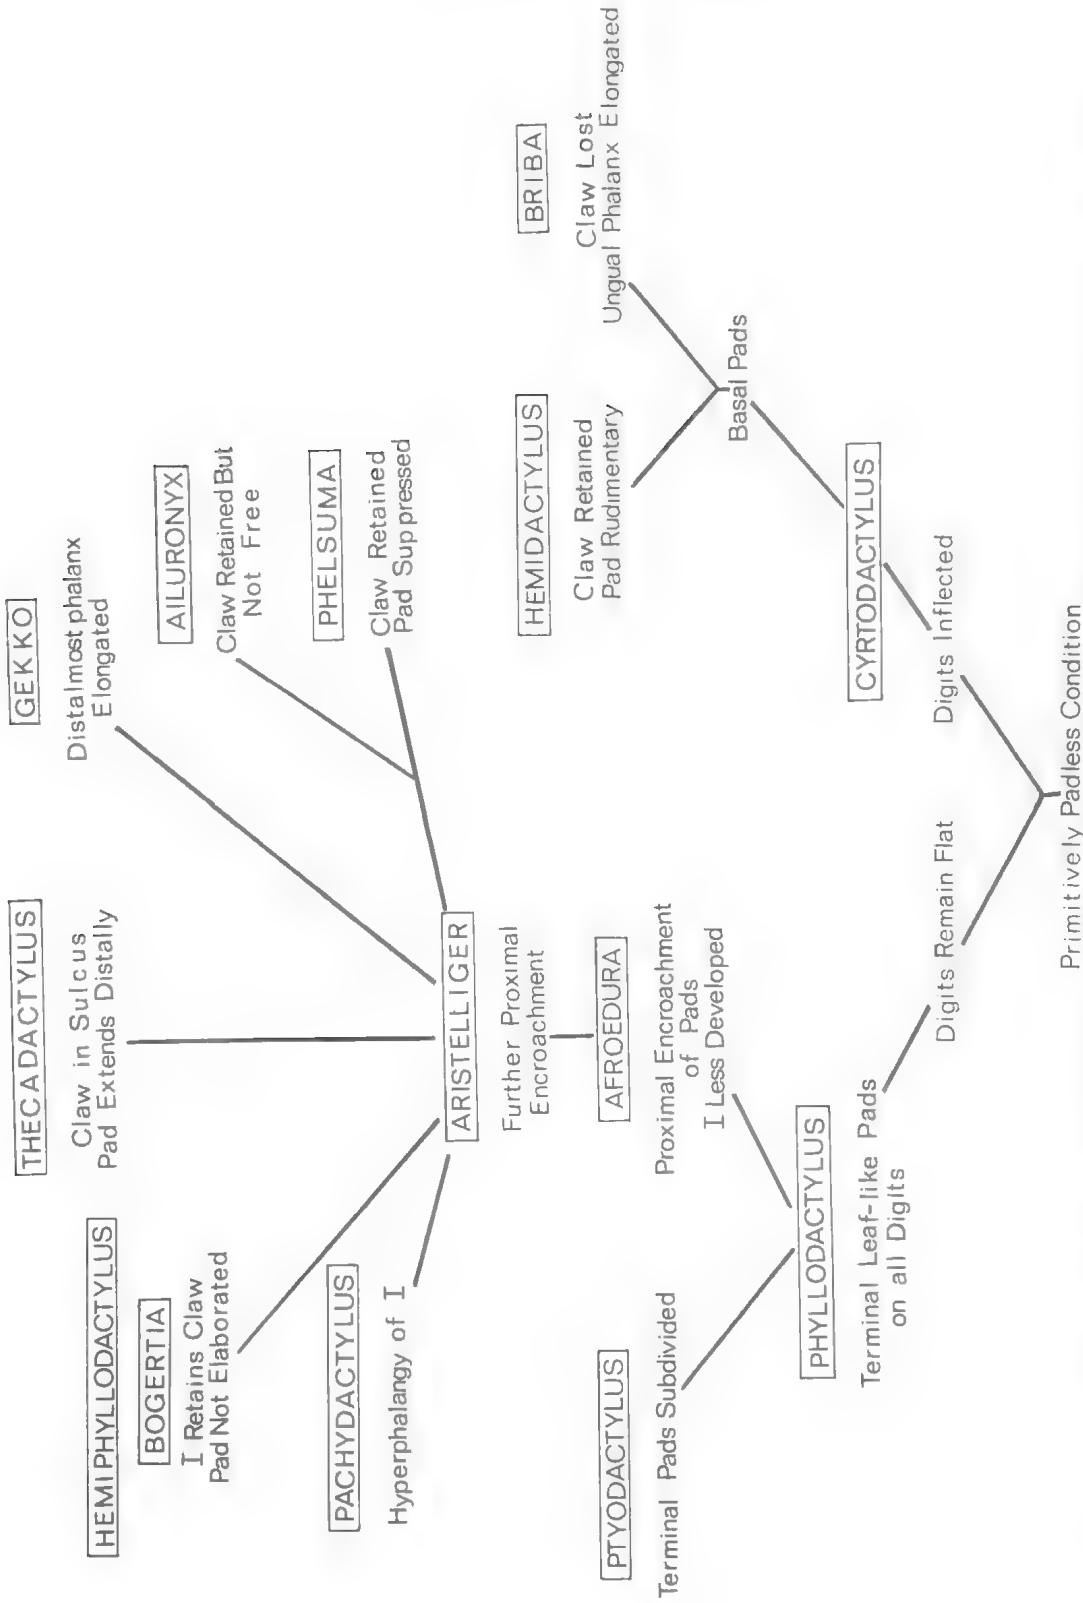 HEMIPHYLLODACTYLUS
BOGERTIA
I Retains Claw
Pad Not Elaborated
THECADACTYLUS
Claw in Sulcus
Pad Extends Distally
GEKKO
Distalmost phalanx
Elongated
AILURONYX
Claw Retained But
Not Free
PHELSUMA
Claw Retained
Pad Suppressed
PACHYDACTYLUS
Hyperphalangy of I
ARISTELLIGER
Further Proximal
Encroachment
AFROEDURA
Proximal Encroachment
of Pads
I Less Developed
PTYODACTYLUS
Terminal Pads Subdivided
PHYLLODACTYLUS
Terminal Leaf-like Pads
on all Digits
HEMIDACTYLUS
Claw Retained
Pad Rudimentary
BRIBA
Claw Lost
Ungual Phalanx Elongated
Basal Pads
CYRTODACTYLUS
Digits Remain Flat
Digits Inflected
Primitively Padless Condition